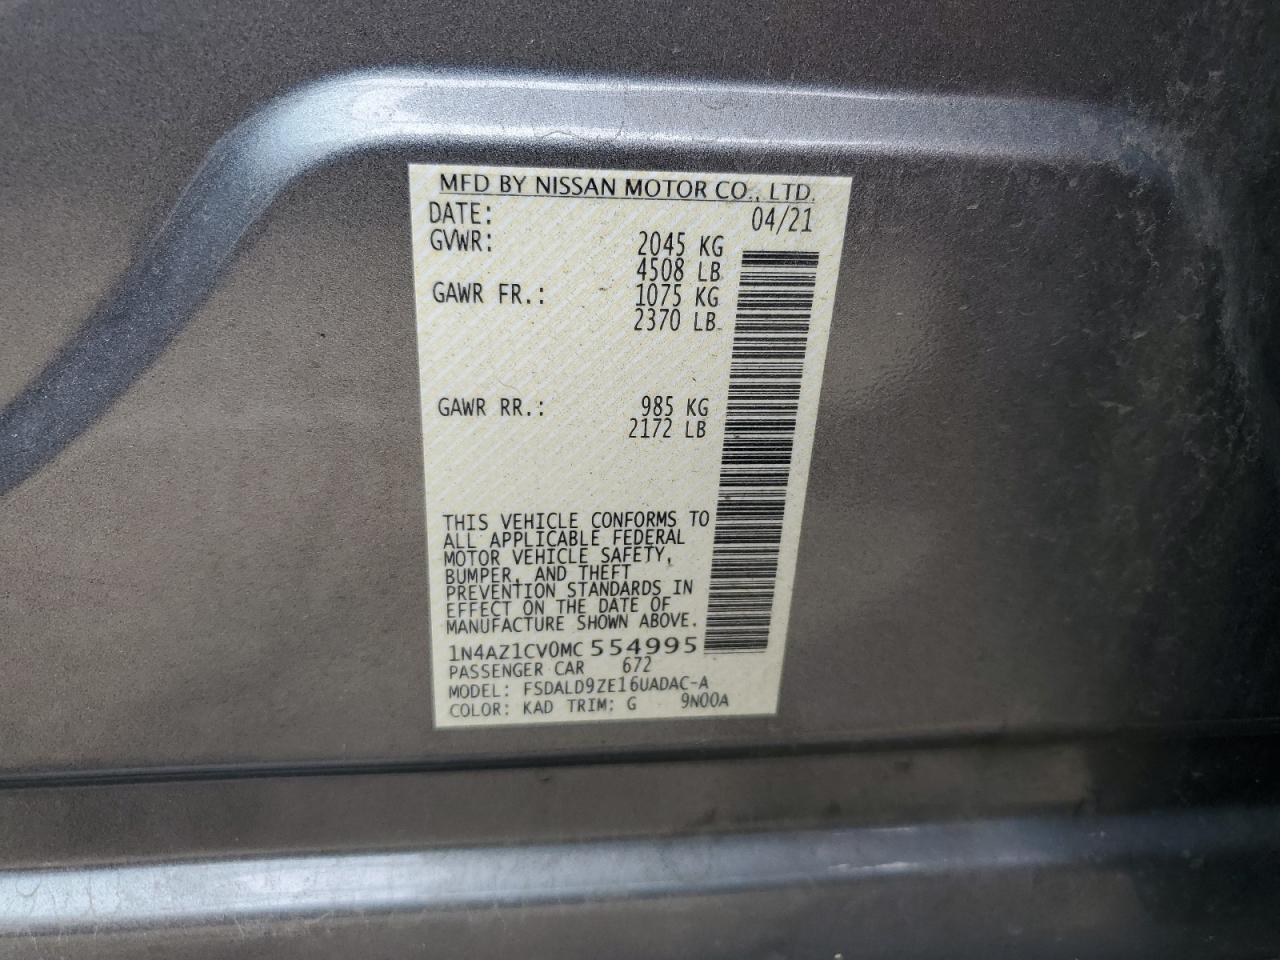 MFD BY NISSAN MOTOR CO., LTD.
DATE: 04/21
GVWR: 2045 KG
4508 LB
GAWR FR.: 1075 KG
2370 LB
GAWR RR.: 985 KG
2172 LB
THIS VEHICLE CONFORMS TO
ALL APPLICABLE FEDERAL
MOTOR VEHICLE SAFETY,
BUMPER, AND THEFT
PREVENTION STANDARDS IN
EFFECT ON THE DATE OF
MANUFACTURE SHOWN ABOVE.
1N4AZ1CV0MC 554995
PASSENGER CAR 672
MODEL: FSDALD9ZE16UADAC-A
COLOR: KAD TRIM: G 9N00A